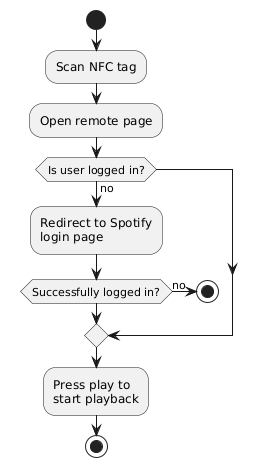 Scan NFC tag
Open remote page
Is user logged in?
no
Redirect to Spotify
login page
Successfully logged in?
no
Press play to
start playback